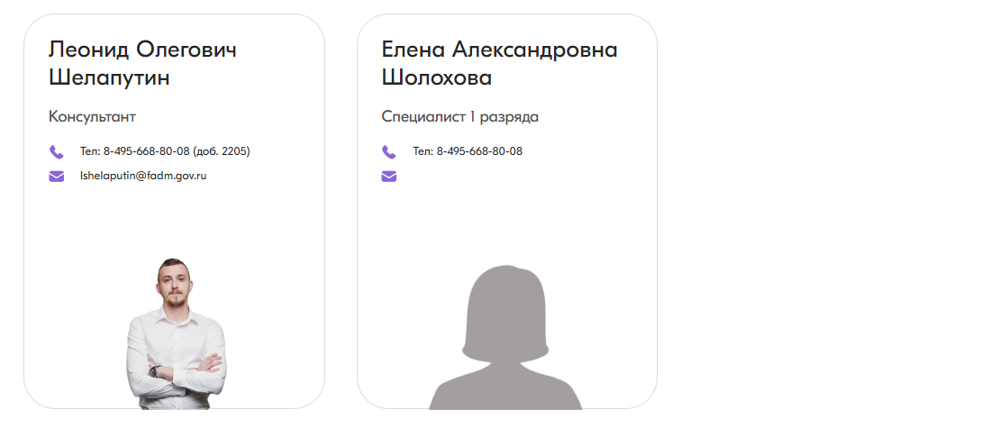 Леонид Олегович
Шелапутин
Консультант
Тел: 8-495-668-80-08 (доб. 2205)
lshelaputin@fadm.gov.ru
Елена Александровна
Шолохова
Специалист 1 разряда
Тел: 8-495-668-80-08